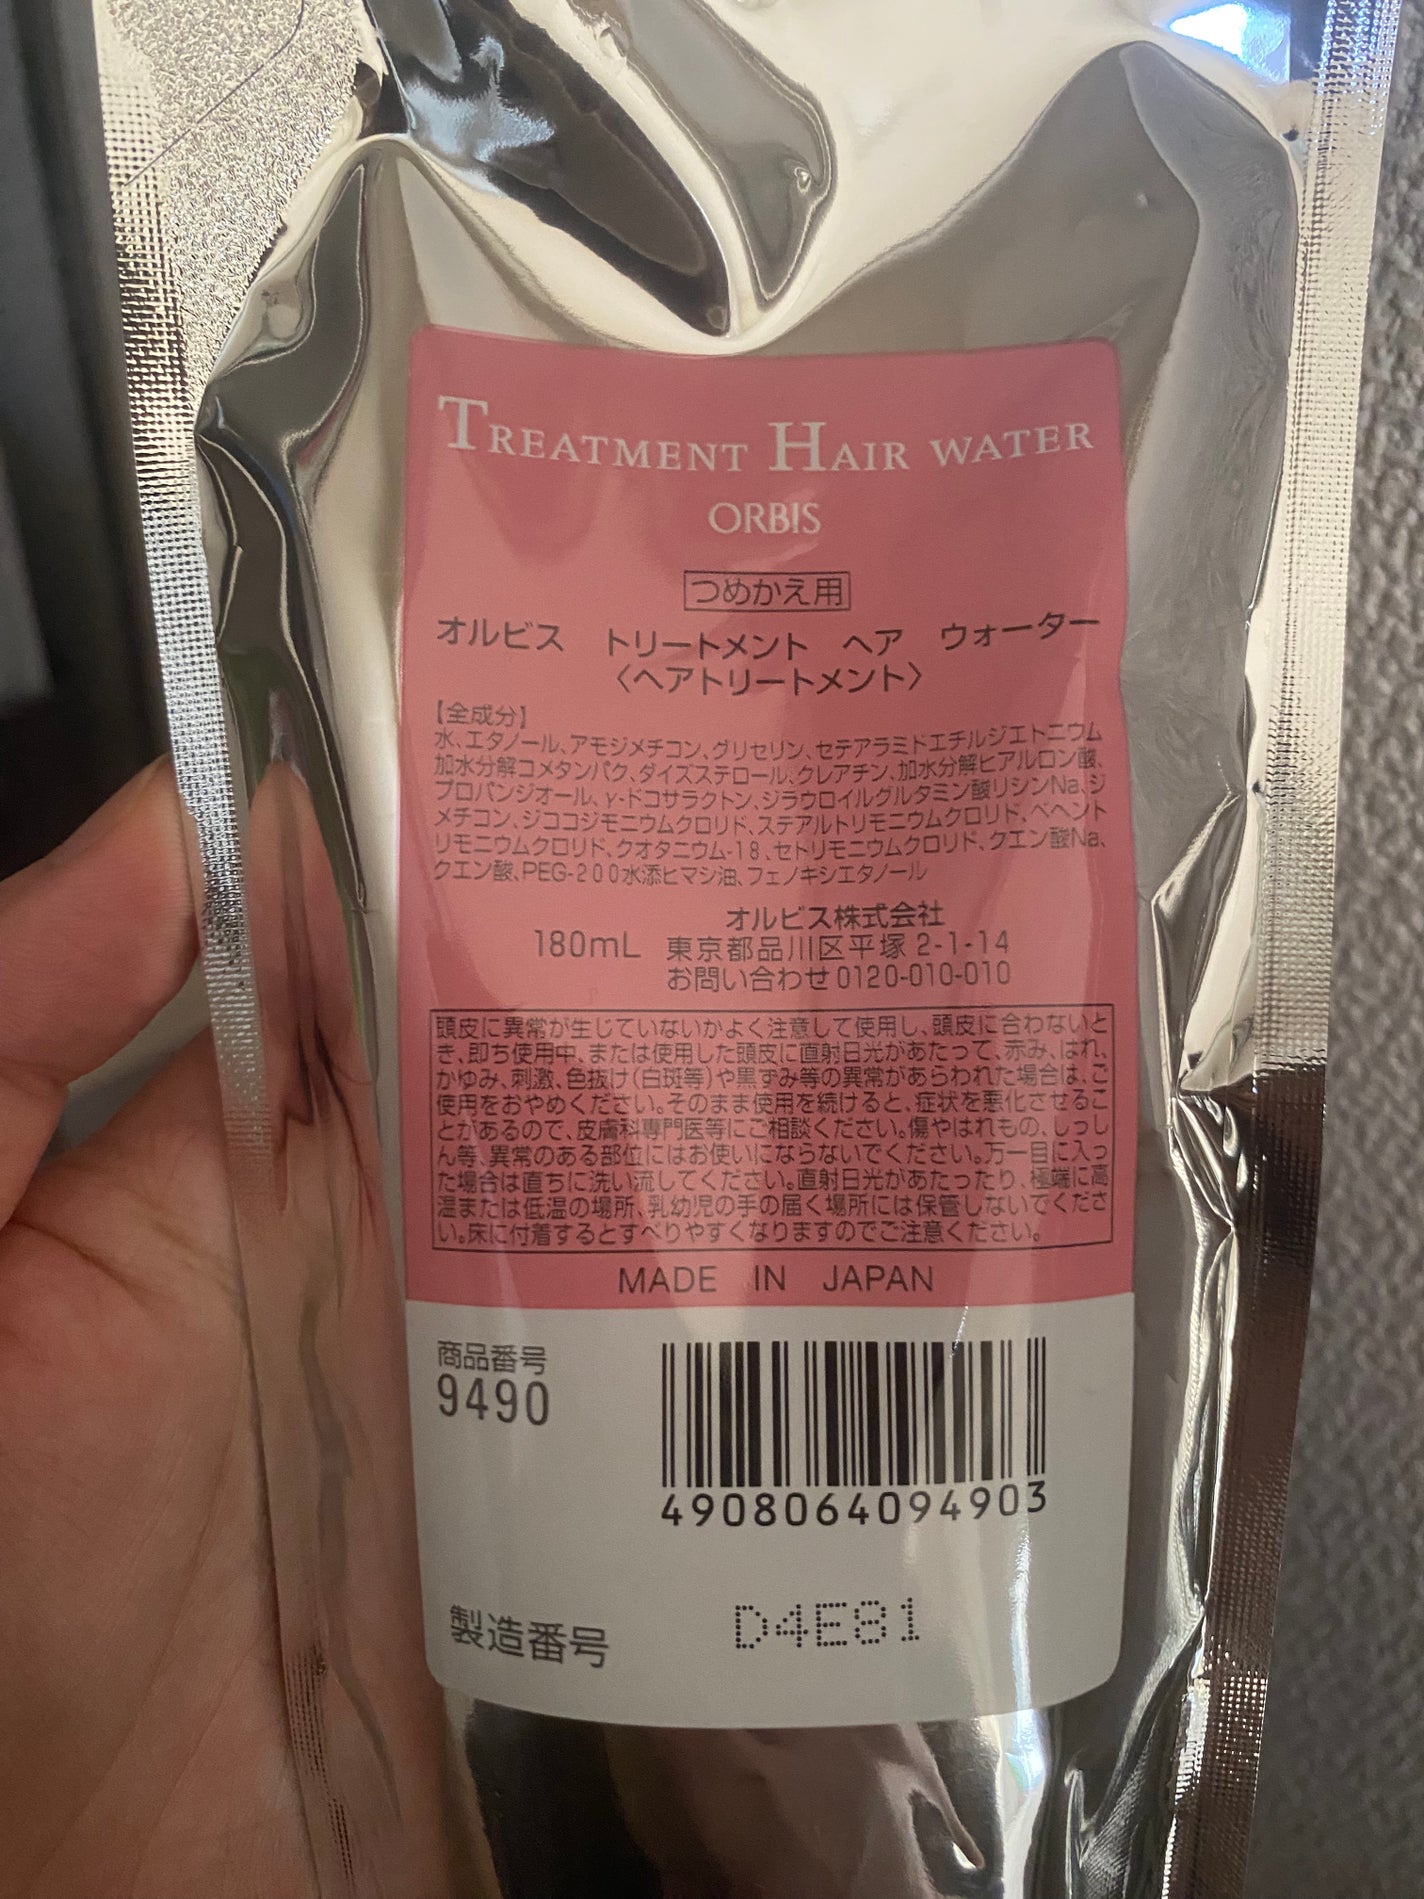 TREATMENT HAIR WATER
ORBIS
つめかえ用
オルビス トリートメント ヘア ウォーター
〈ヘアトリートメント〉
【全成分】
水、エタノール、アモジメチコン、グリセリン、セテアラミドエチルジエトニウム
加水分解コメタンパク、ダイズステロール、クレアチン、加水分解ヒアルロン酸、
プロパンジオール、γ-ドコサラクトン、ジラウロイルグルタミン酸リシンNa、ジ
メチコン、ジココジモニウムクロリド、ステアルトリモニウムクロリド、ベヘント
リモニウムクロリド、クオタニウム-18、セトリモニウムクロリド、クエン酸Na、
クエン酸、PEG-200水添ヒマシ油、フェノキシエタノール
オルビス株式会社
180mL 東京都品川区平塚2-1-14
お問い合わせ0120-010-010
頭皮に異常が生じていないかよく注意して使用し、頭皮に合わないと
き、即ち使用中、または使用した頭皮に直射日光があたって、赤み、はれ、
かゆみ、刺激、色抜け(白斑等)や黒ずみ等の異常があらわれた場合は、ご
使用をおやめください。そのまま使用を続けると、症状を悪化させるこ
とがあるので、皮膚科専門医等にご相談ください。傷やはれもの、しっし
ん等、異常のある部位にはお使いにならないでください。万一目に入っ
た場合は直ちに洗い流してください。直射日光があたったり、極端に高
温または低温の場所、乳幼児の手の届く場所には保管しないでくださ
い。床に付着するとすべりやすくなりますのでご注意ください。
MADE IN JAPAN
商品番号
9490
4908064094903
製造番号 D4E81